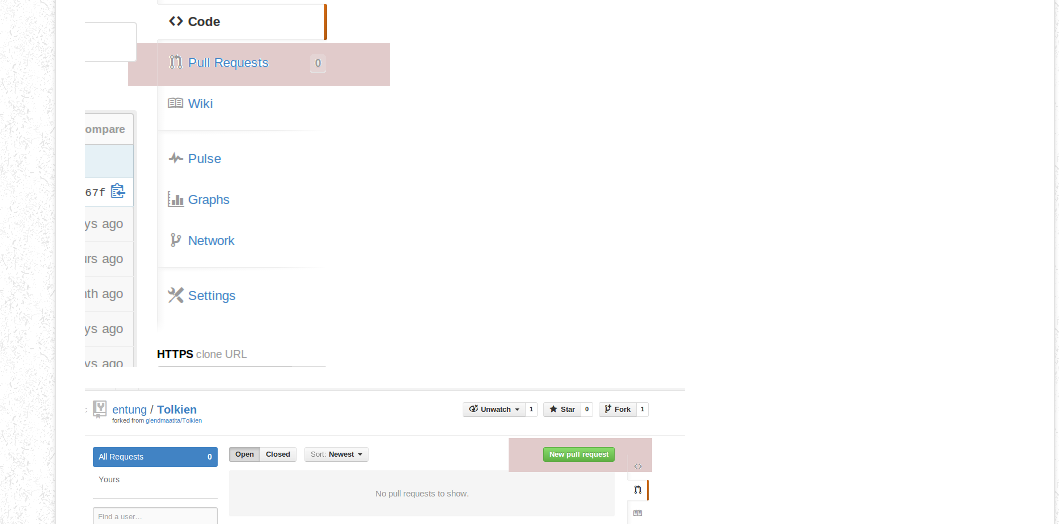 Code
Pull Requests 0
ompare
Wiki
Pulse
67f
Graphs
ys ago
urs ago
Network
nth ago
Settings
ys ago
HTTPS clone URL
ys ago
entung / Tolkien
forked from glendmaatita/Tolkien
Unwatch 1 Star 0 Fork 1
All Requests 0
Open Closed Sort: Newest New pull request
Yours
No pull requests to show.
Find a user...